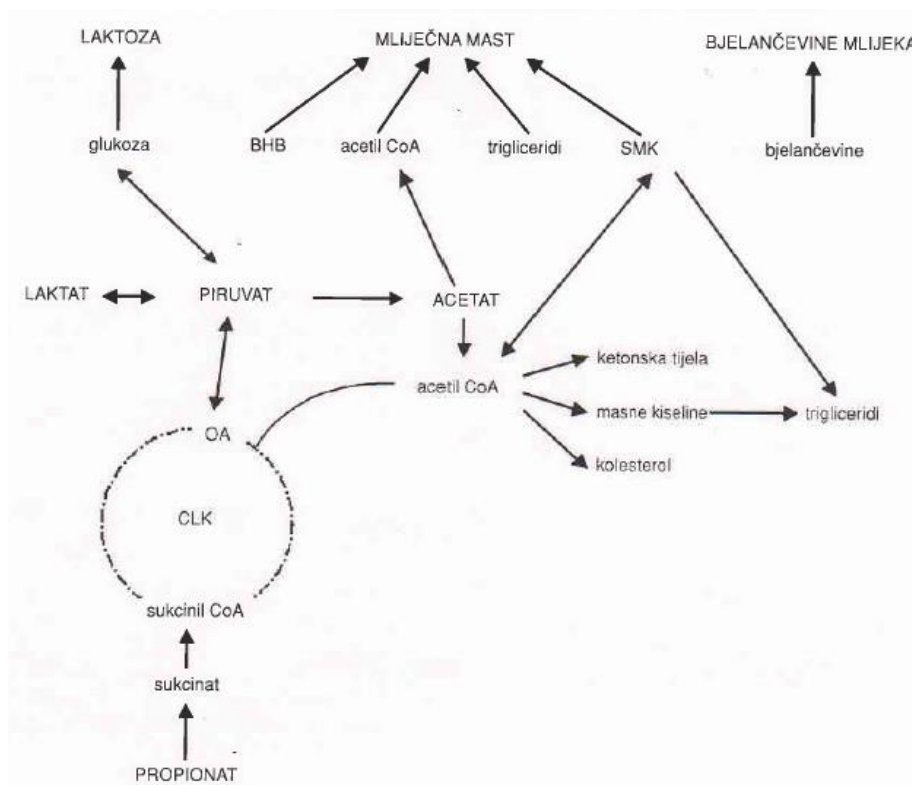 LAKTOZA
MLIJEČNA MAST
BJELANČEVINE MLIJEKA
glukoza
BHB
acetil CoA
trigliceridi
SMK
bjelančevine
LAKTAT
PIRUVAT
ACETAT
acetil CoA
ketonska tijela
masne kiseline
trigliceridi
kolesterol
OA
CLK
sukcinil CoA
sukcinat
PROPIONAT